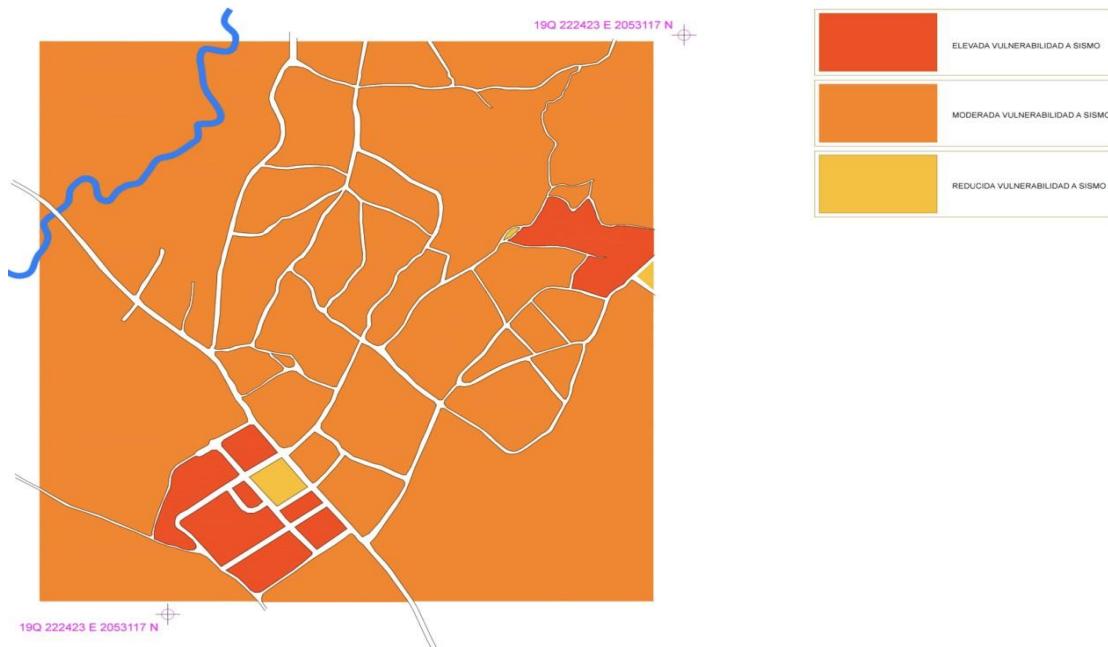 19Q 222423 E 2053117 N
ELEVADA VULNERABILIDAD A SISMO
MODERADA VULNERABILIDAD A SISMO
REDUCIDA VULNERABILIDAD A SISMO
19Q 222423 E 2053117 N